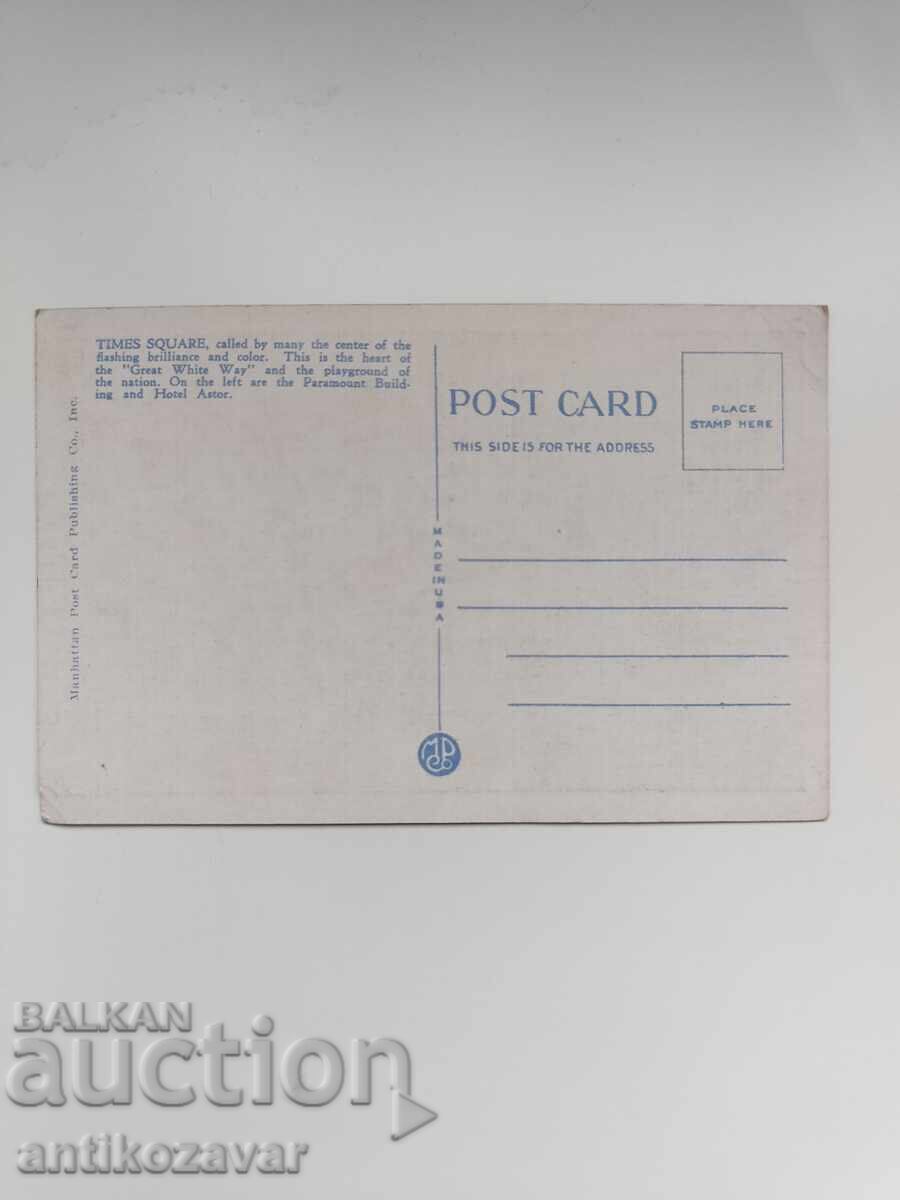 TIMES SQUARE, called by many the center of the
flashing brilliance and color. This is the heart of
the "Great White Way" and the playground of
the nation. On the left are the Paramount Build-
ing and Hotel Astor.
Manhattan Post Card Publishing Co., Inc.
POST CARD
THIS SIDE IS FOR THE ADDRESS
PLACE
STAMP HERE
MADE IN USA
MPC
BALKAN
auction
antikozavar